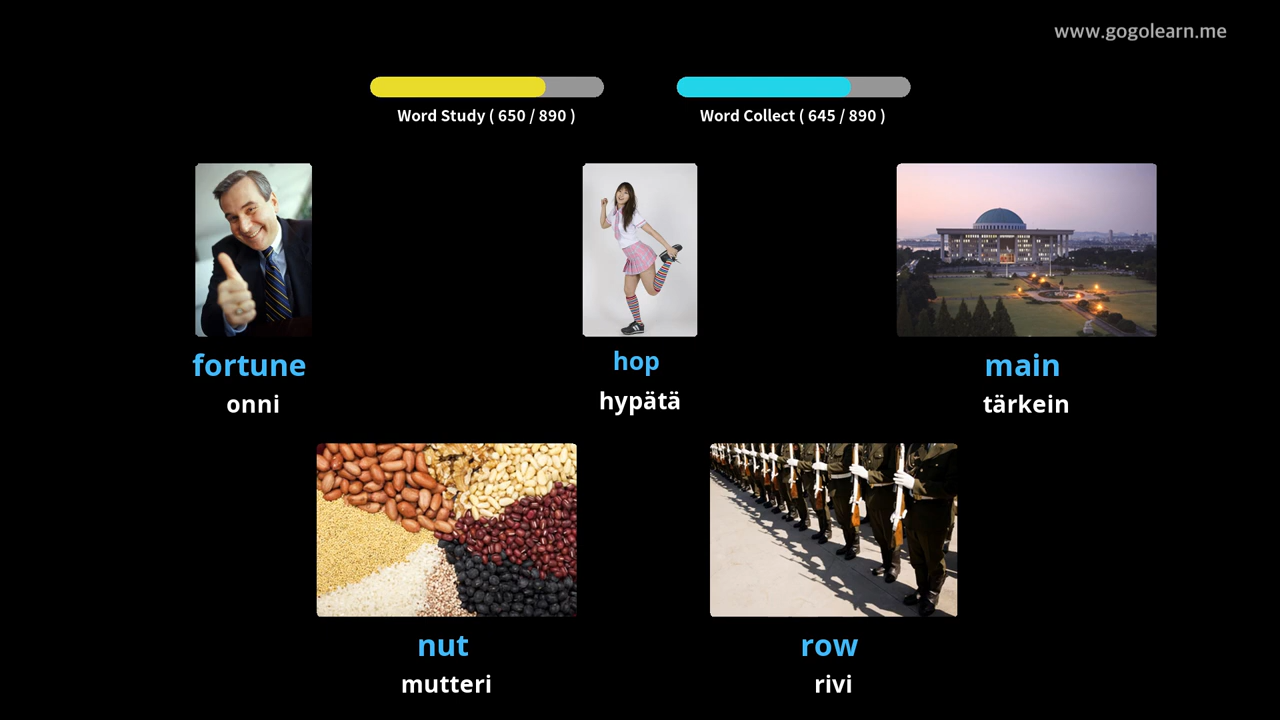 www.gogolearn.me
Word Study ( 650 / 890 )
Word Collect ( 645 / 890 )
fortune
onni
hop
hypätä
main
tärkein
nut
mutteri
row
rivi